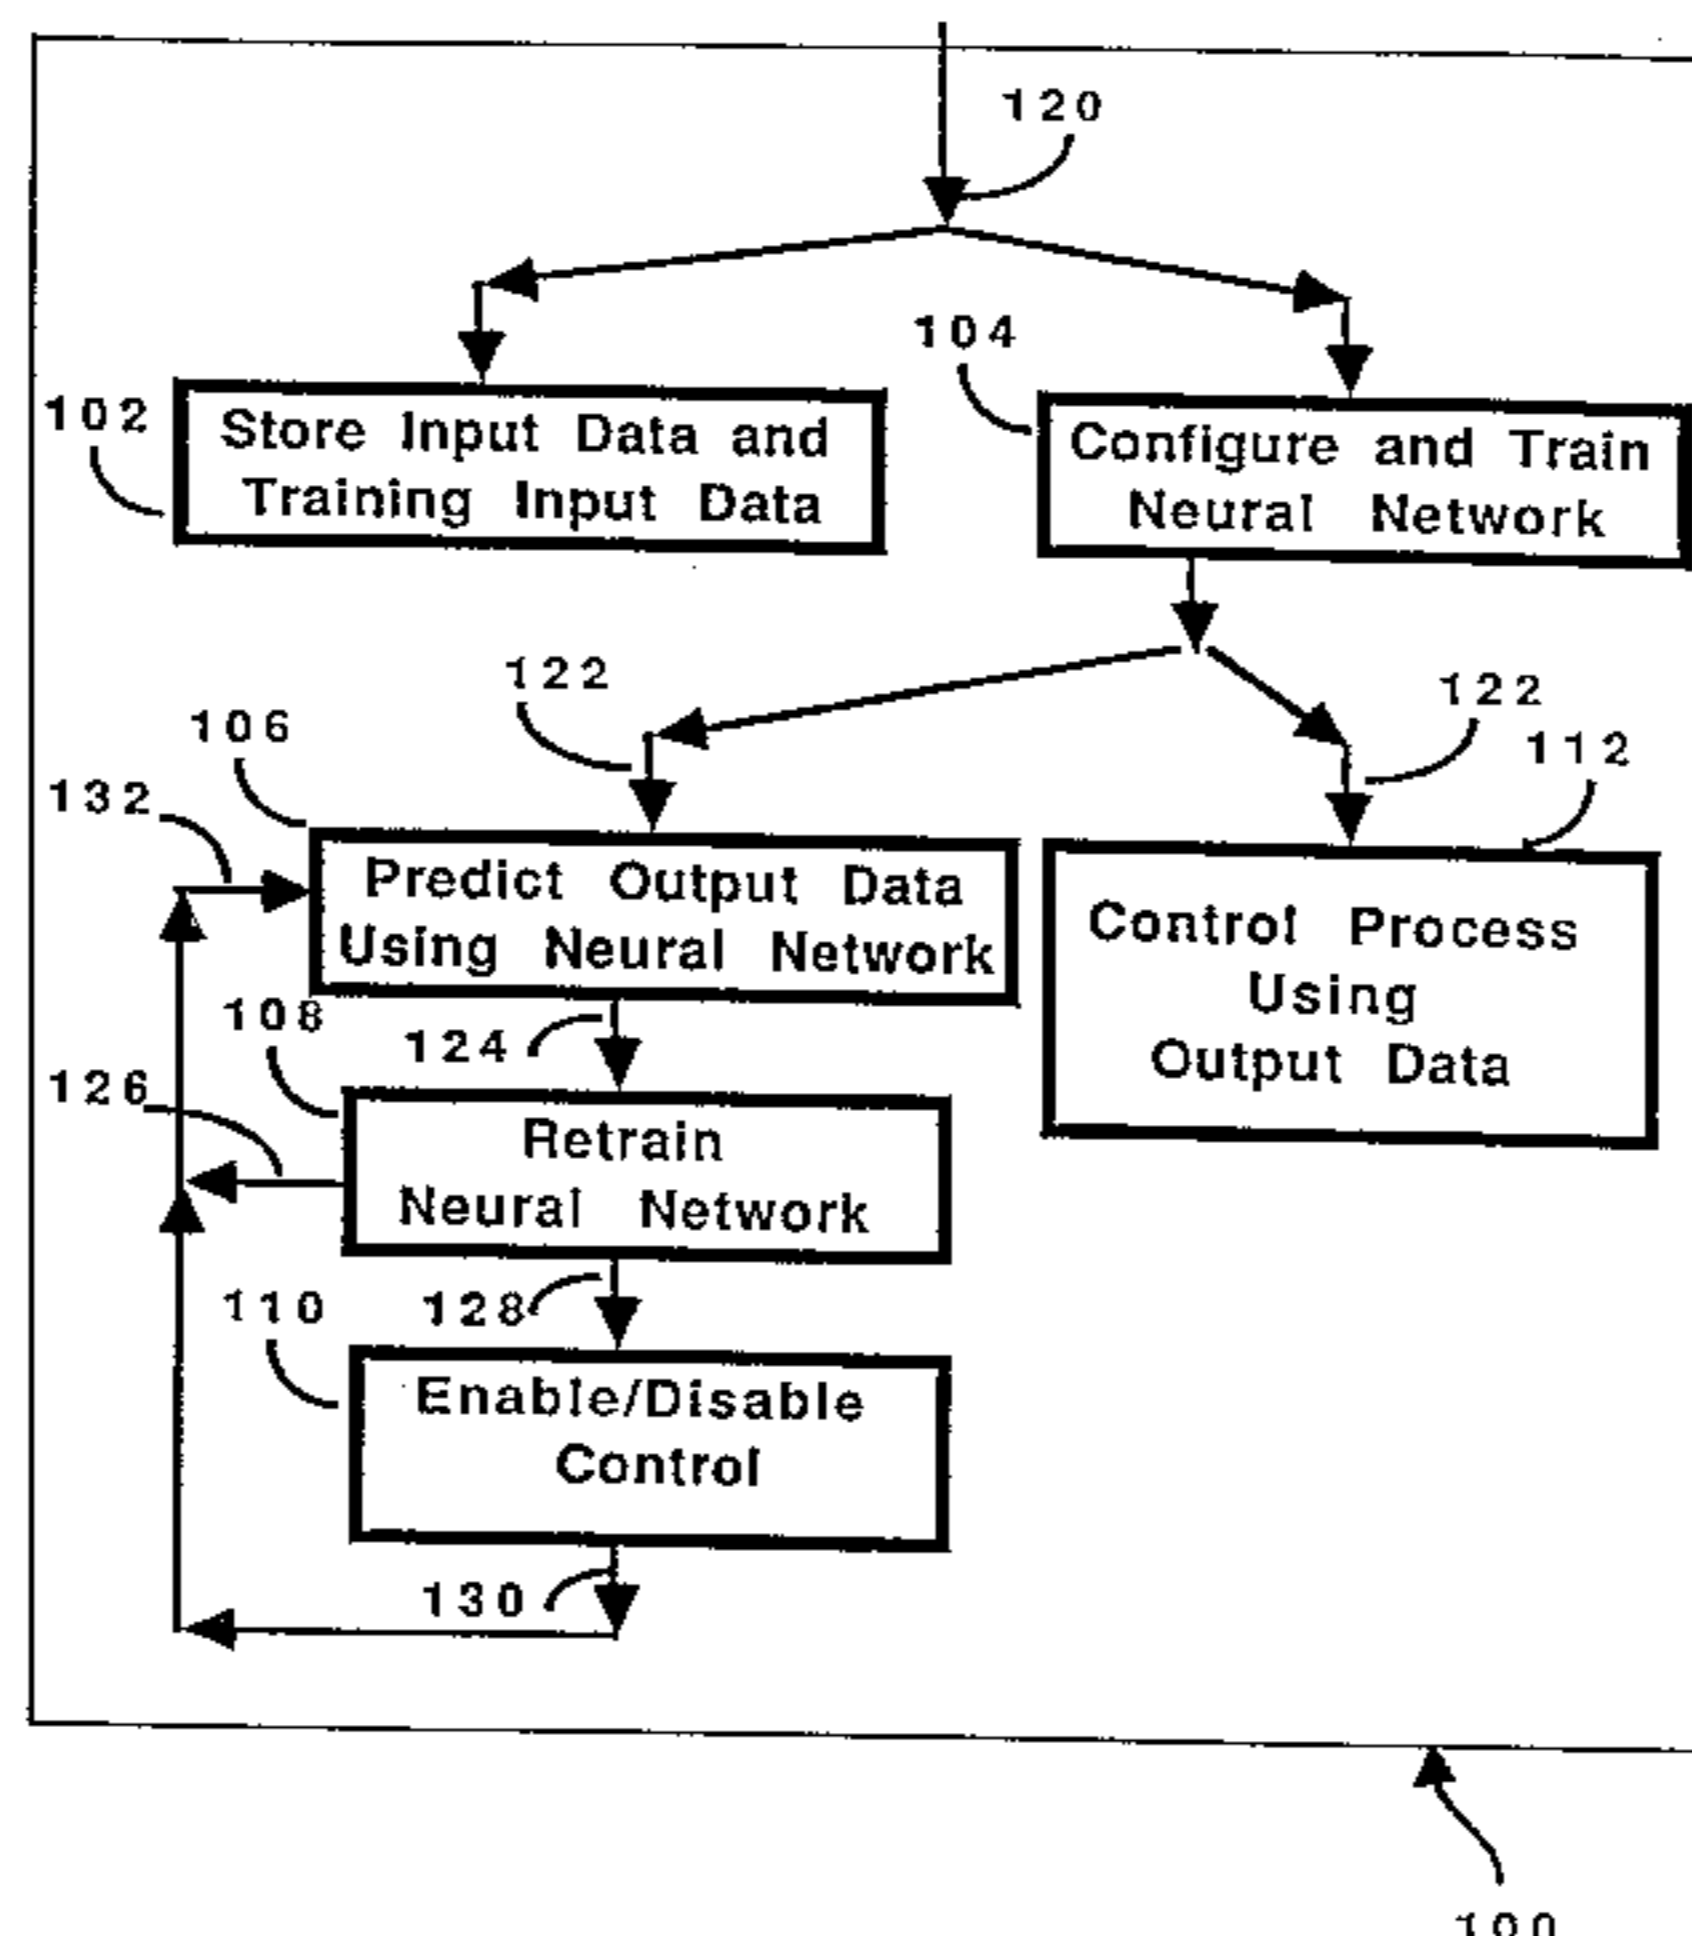 120
104
102
Store Input Data and
Training Input Data
Configure and Train
Neural Network
122
122
106
112
132
Predict Output Data
Using Neural Network
Control Process
Using
Output Data
108
124
126
Retrain
Neural Network
110
128
Enable/Disable
Control
130